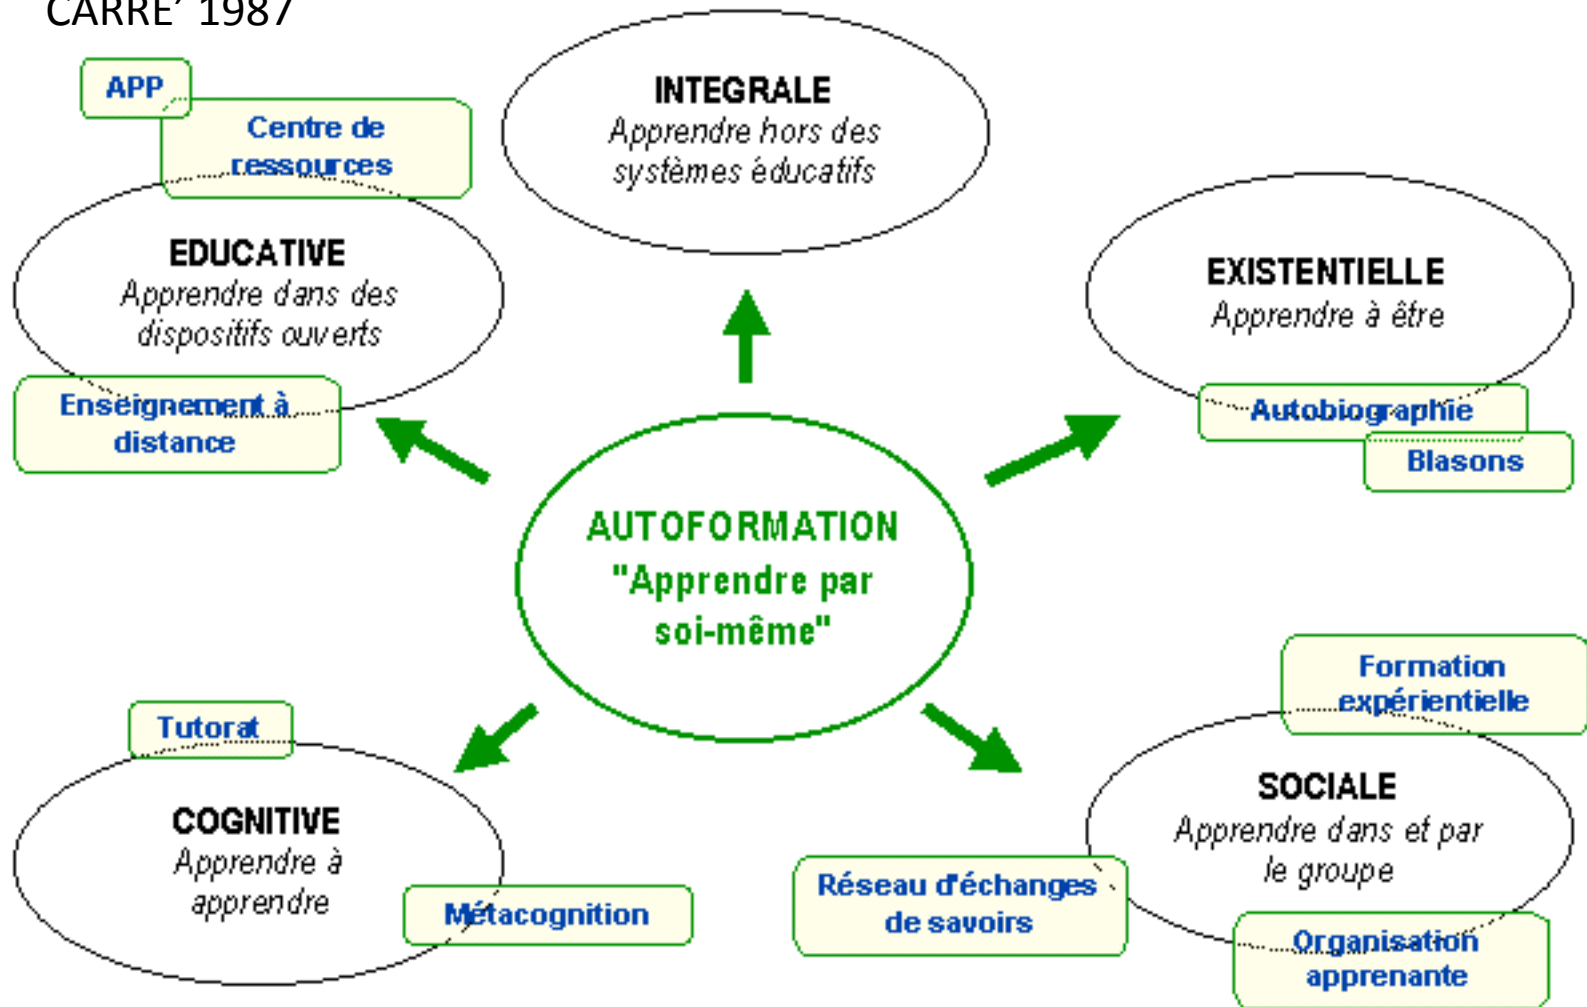 CARRE’ 1987
APP
Centre de
ressources
EDUCATIVE
Apprendre dans des
dispositifs ouverts
Enseignement à
distance
INTEGRALE
Apprendre hors des
systèmes éducatifs
EXISTENTIELLE
Apprendre à être
Autobiographie
Blasons
AUTOFORMATION
"Apprendre par
soi-même"
Tutorat
COGNITIVE
Apprendre à
apprendre
Métacognition
Formation
expérientielle
SOCIALE
Apprendre dans et par
le groupe
Réseau d'échanges
de savoirs
Organisation
apprenante